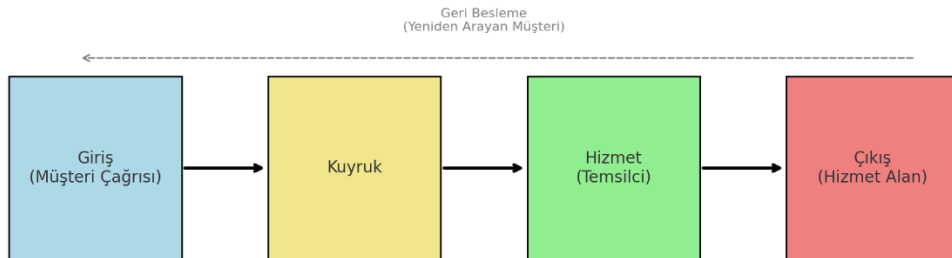 Geri Besleme
(Yeniden Arayan Müşteri)
Giriş
(Müşteri Çağrısı)
Kuyruk
Hizmet
(Temsilci)
Çıkış
(Hizmet Alan)